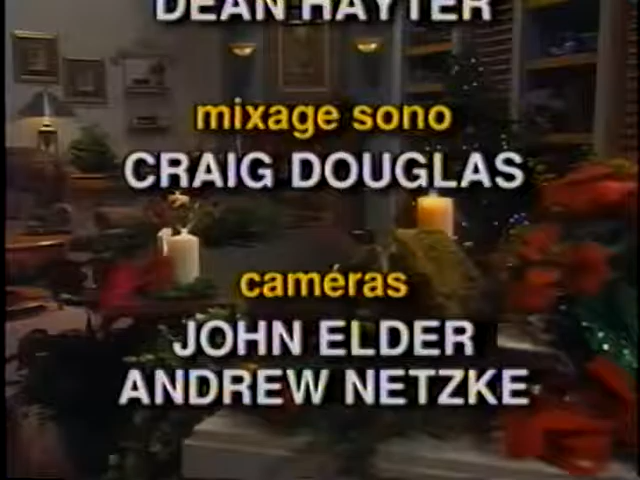 DEAN HAYTER
mixage sono
CRAIG DOUGLAS
caméras
JOHN ELDER
ANDREW NETZKE